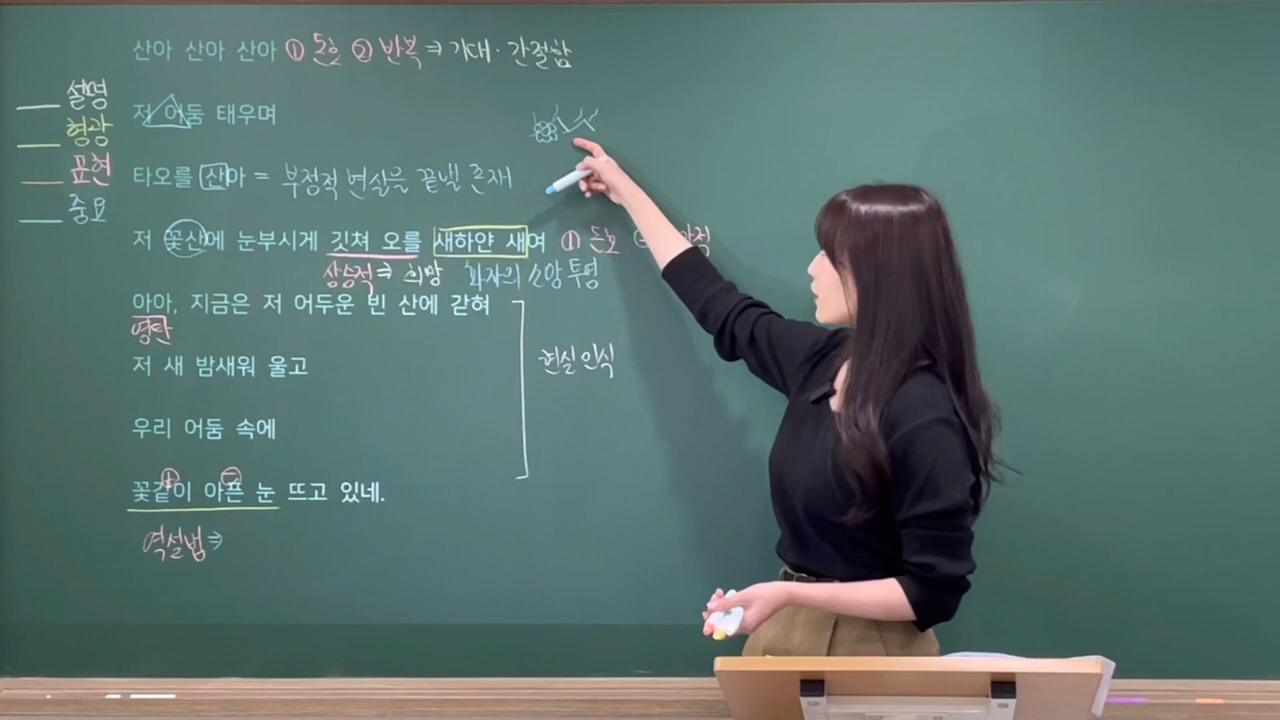 산아 산아 산아 ① 돈호 ② 반복 ⇒ 기대·간절함
설명
저 어둠 태우며
형광
표현
타오를 산아 = 부정적 현실을 끝낼 존재
중요
저 꽃산에 눈부시게 깃쳐 오를 새하얀 새여 ① 돈호
상승적 ⇒ 희망 화자의 소망 투영
아아, 지금은 저 어두운 빈 산에 갇혀
영탄
저 새 밤새워 울고
현실 인식
우리 어둠 속에
+ -
꽃같이 아픈 눈 뜨고 있네.
역설법 ⇒